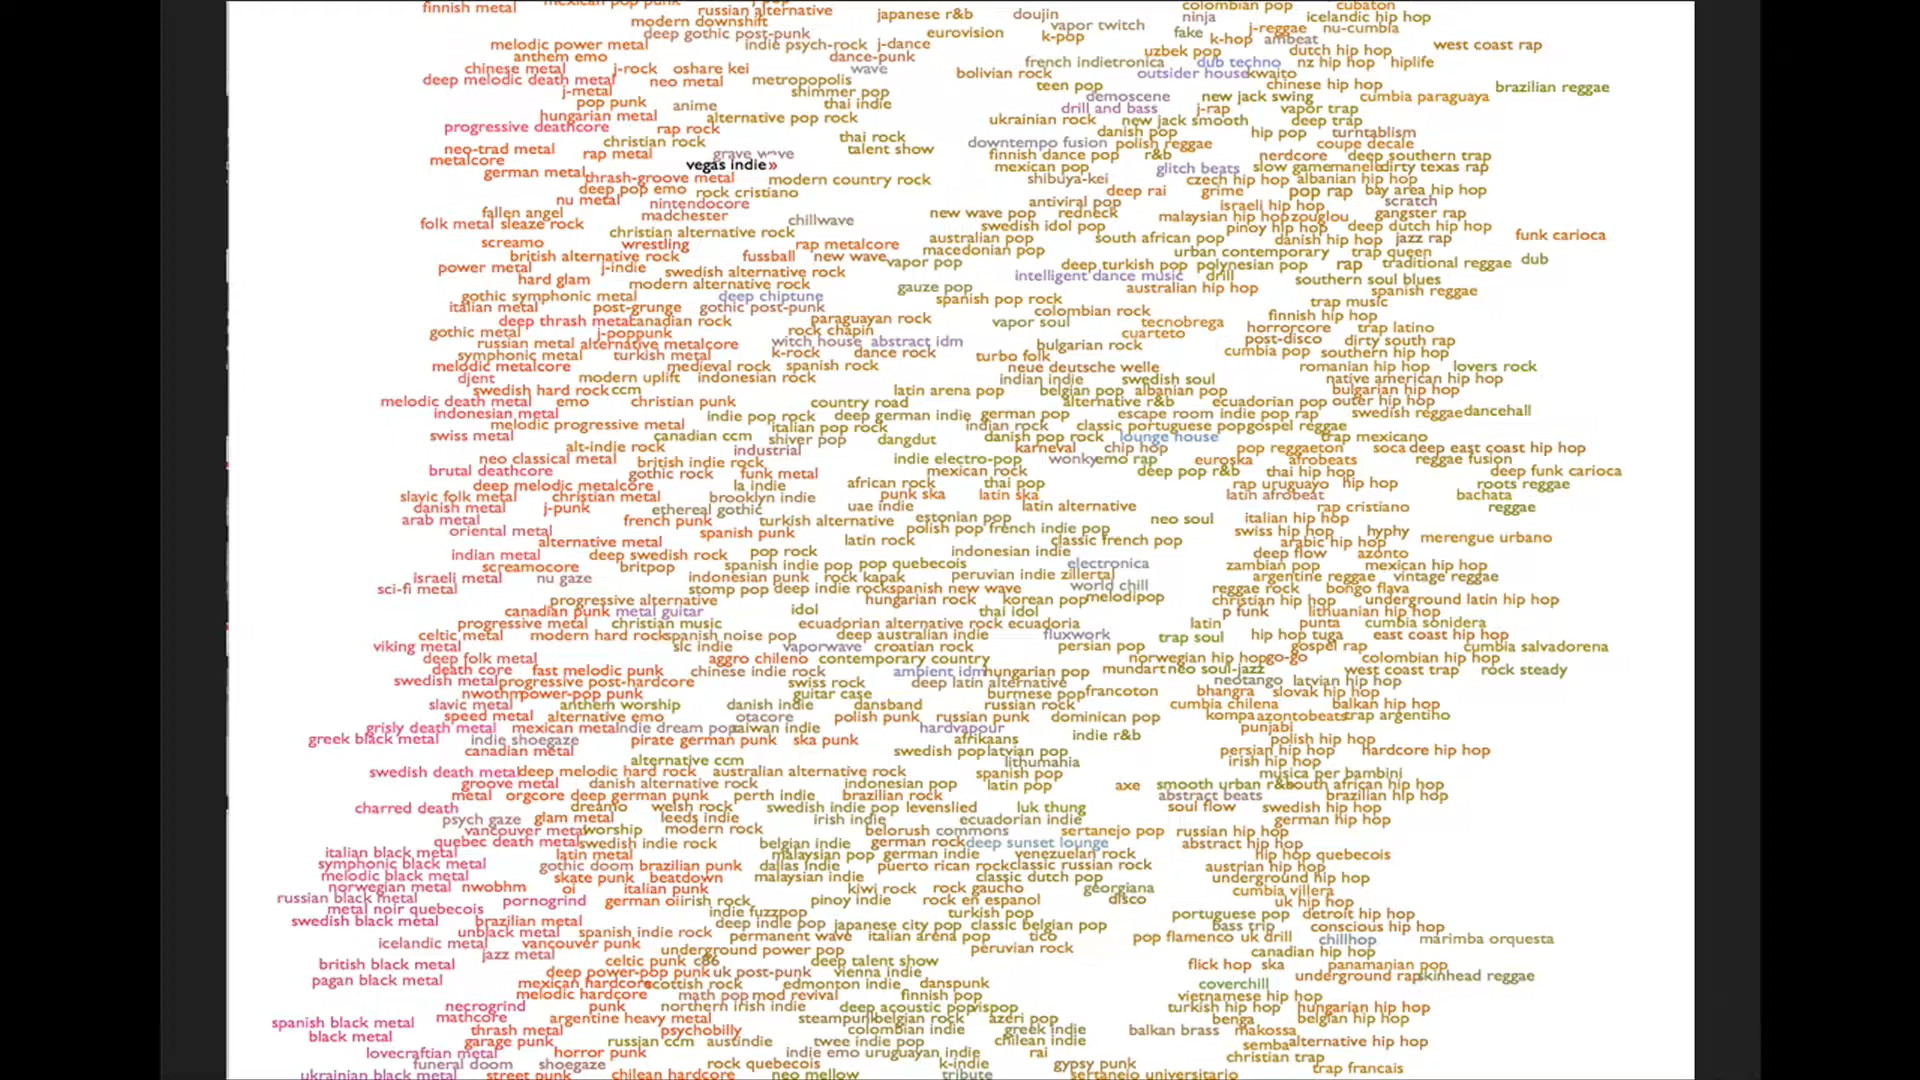 finnish metal russian alternative japanese r&b doujin colombian pop cubaton
modern downshift vapor twitch ninja icelandic hip hop
deep gothic post-punk eurovision k-pop fake j-reggae nu-cumbia
melodic power metal indie psych-rock j-dance k-hop ambeat west coast rap
anthem emo dance-punk uzbek pop dutch hip hop
chinese metal j-rock oshare kei wave french indietronica dub techno nz hip hop hiplife
deep melodic death metal neo metal metropopolis bolivian rock outsider house kwaito
j-metal shimmer pop teen pop chinese hip hop brazilian reggae
pop punk anime thai indie demoscene new jack swing cumbia paraguaya
hungarian metal alternative pop rock drill and bass j-rap vapor trap
progressive deathcore rap rock ukrainian rock new jack smooth deep trap
christian rock thai rock danish pop hip pop turntablism
neo-trad metal rap metal grave wave talent show downtempo fusion polish reggae coupe decale
metalcore vegas indie» finnish dance pop r&b nerdcore deep southern trap
german metal thrash-groove metal modern country rock mexican pop glitch beats slow game manele dirty texas rap
deep pop emo rock cristiano shibuya-kei czech hip hop albanian hip hop
nu metal nintendocore deep rai grime pop rap bay area hip hop
fallen angel madchester chillwave antiviral pop israeli hip hop scratch
folk metal sleaze rock new wave pop redneck malaysian hip hop zouglou gangster rap
christian alternative rock swedish idol pop pinoy hip hop deep dutch hip hop
screamo wrestling rap metalcore australian pop south african pop danish hip hop jazz rap funk carioca
british alternative rock fussball new wave macedonian pop urban contemporary trap queen
power metal j-indie swedish alternative rock vapor pop deep turkish pop polynesian pop rap traditional reggae dub
hard glam modern alternative rock intelligent dance music drill southern soul blues
gothic symphonic metal deep chiptune gauze pop australian hip hop spanish reggae
italian metal post-grunge gothic post-punk spanish pop rock trap music
deep thrash metal canadian rock paraguayan rock colombian rock finnish hip hop
gothic metal j-poppunk rock chapin vapor soul tecnobrega horrorcore trap latino
russian metal alternative metalcore witch house abstract idm cuarteto post-disco dirty south rap
symphonic metal turkish metal k-rock dance rock bulgarian rock cumbia pop southern hip hop
melodic metalcore medieval rock spanish rock turbo folk neue deutsche welle romanian hip hop lovers rock
djent modern uplift indonesian rock indian indie swedish soul native american hip hop
swedish hard rock ccm latin arena pop belgian pop albanian pop bulgarian hip hop
melodic death metal emo christian punk country road alternative r&b ecuadorian pop outer hip hop
indonesian metal indie pop rock deep german indie german pop escape room indie pop rap swedish reggae dancehall
melodic progressive metal italian pop rock indian rock classic portuguese pop gospel reggae
swiss metal canadian ccm shiver pop dangdut danish pop rock lounge house trap mexicano
alt-indie rock industrial karneval chip hop pop reggaeton soca deep east coast hip hop
neo classical metal british indie rock indie electro-pop wonky emo rap euroska afrobeats reggae fusion
brutal deathcore gothic rock funk metal mexican rock deep pop r&b thai hip hop deep funk carioca
deep melodic metalcore la indie african rock thai pop rap uruguayo hip hop roots reggae
slavic folk metal christian metal brooklyn indie punk ska latin ska latin afrobeat bachata
danish metal j-punk ethereal gothic uae indie latin alternative rap cristiano reggae
arab metal french punk turkish alternative estonian pop neo soul italian hip hop
oriental metal spanish punk polish pop french indie pop swiss hip hop hyphy
alternative metal latin rock classic french pop arabic hip hop merengue urbano
indian metal deep swedish rock pop rock indonesian indie deep flow azonto
screamocore britpop spanish indie pop pop quebecois electronica zambian pop mexican hip hop
israeli metal nu gaze indonesian punk rock kapak peruvian indie zillertal argentine reggae vintage reggae
sci-fi metal stomp pop deep indie rock spanish new wave world chill reggae rock bongo flava
progressive alternative hungarian rock korean pop melodipop christian hip hop underground latin hip hop
canadian punk metal guitar idol thai idol p funk lithuanian hip hop
progressive metal christian music ecuadorian alternative rock ecuadoria latin punta cumbia sonidera
celtic metal modern hard rock spanish noise pop deep australian indie fluxwork trap soul hip hop tuga east coast hip hop
viking metal slc indie vaporwave croatian rock persian pop gospel rap cumbia salvadorena
deep folk metal aggro chileno contemporary country norwegian hip hop go-go colombian hip hop
death core fast melodic punk chinese indie rock ambient idm hungarian pop mundart neo soul-jazz west coast trap rock steady
swedish metal progressive post-hardcore swiss rock deep latin alternative neotango latvian hip hop
nwothm power-pop punk guitar case burmese pop francoton bhangra slovak hip hop
slavic metal anthem worship danish indie dansband russian rock cumbia chilena balkan hip hop
speed metal alternative emo otacore polish punk russian punk dominican pop kompa azontobeats trap argentino
grisly death metal mexican metal indie dream pop taiwan indie hardvapour punjabi
greek black metal indie shoegaze pirate german punk ska punk afrikaans indie r&b polish hip hop
canadian metal swedish pop latvian pop persian hip hop hardcore hip hop
alternative ccm lithumania irish hip hop
swedish death metal deep melodic hard rock australian alternative rock spanish pop musica per bambini
groove metal danish alternative rock indonesian pop latin pop axe smooth urban r&b south african hip hop
metal orgcore deep german punk perth indie brazilian rock abstract beats brazilian hip hop
charred death dreamo welsh rock swedish indie pop levenslied luk thung soul flow swedish hip hop
psych gaze glam metal leeds indie irish indie ecuadorian indie german hip hop
vancouver metal worship modern rock belorush commons sertanejo pop russian hip hop
quebec death metal swedish indie rock belgian indie german rock deep sunset lounge abstract hip hop
italian black metal latin metal malaysian pop german indie venezuelan rock hip hop quebecois
symphonic black metal gothic doom brazilian punk dallas indie puerto rican rock classic russian rock austrian hip hop
melodic black metal skate punk beatdown malaysian indie classic dutch pop underground hip hop
norwegian metal nwobhm oi italian punk kiwi rock rock gaucho georgiana cumbia villera
russian black metal pornogrind german oi irish rock pinoy indie rock en espanol disco uk hip hop
metal noir quebecois indie fuzzpop turkish pop portuguese pop detroit hip hop
swedish black metal brazilian metal deep indie pop japanese city pop classic belgian pop bass trip conscious hip hop
unblack metal spanish indie rock permanent wave italian arena pop tico pop flamenco uk drill chillhop marimba orquesta
icelandic metal vancouver punk underground power pop peruvian rock canadian hip hop
jazz metal celtic punk c86 deep talent show flick hop ska panamanian pop
british black metal deep power-pop punk uk post-punk vienna indie underground rap skinhead reggae
pagan black metal mexican hardcore scottish rock edmonton indie danspunk coverchill
melodic hardcore math pop mod revival finnish pop vietnamese hip hop
necrogrind punk northern irish indie deep acoustic pop vispop turkish hip hop hungarian hip hop
spanish black metal mathcore argentine heavy metal steampunk belgian rock azeri pop benga belgian hip hop
black metal thrash metal psychobilly colombian indie greek indie balkan brass makossa
garage punk russian ccm austindie twee indie pop chilean indie semba alternative hip hop
lovecraftian metal horror punk indie emo uruguayan indie rai christian trap
funeral doom shoegaze rock quebecois k-indie gypsy punk trap francais
ukrainian black metal street punk chilean hardcore neo mellow tribute sertanejo universitario